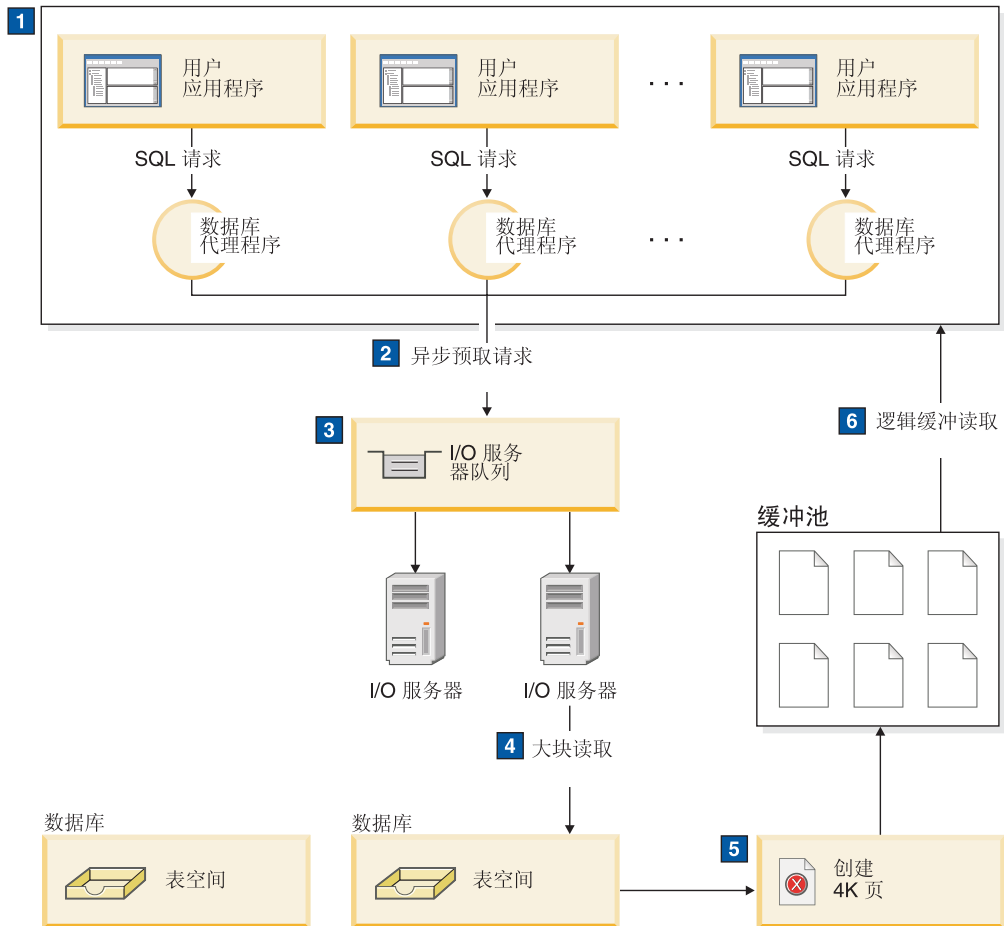 1
用户
应用程序
用户
应用程序
. . .
用户
应用程序
SQL 请求
SQL 请求
SQL 请求
数据库
代理程序
数据库
代理程序
. . .
数据库
代理程序
2 异步预取请求
3
I/O 服务
器队列
6 逻辑缓冲读取
缓冲池
I/O 服务器
I/O 服务器
4 大块读取
数据库
表空间
数据库
表空间
5
创建
4K 页